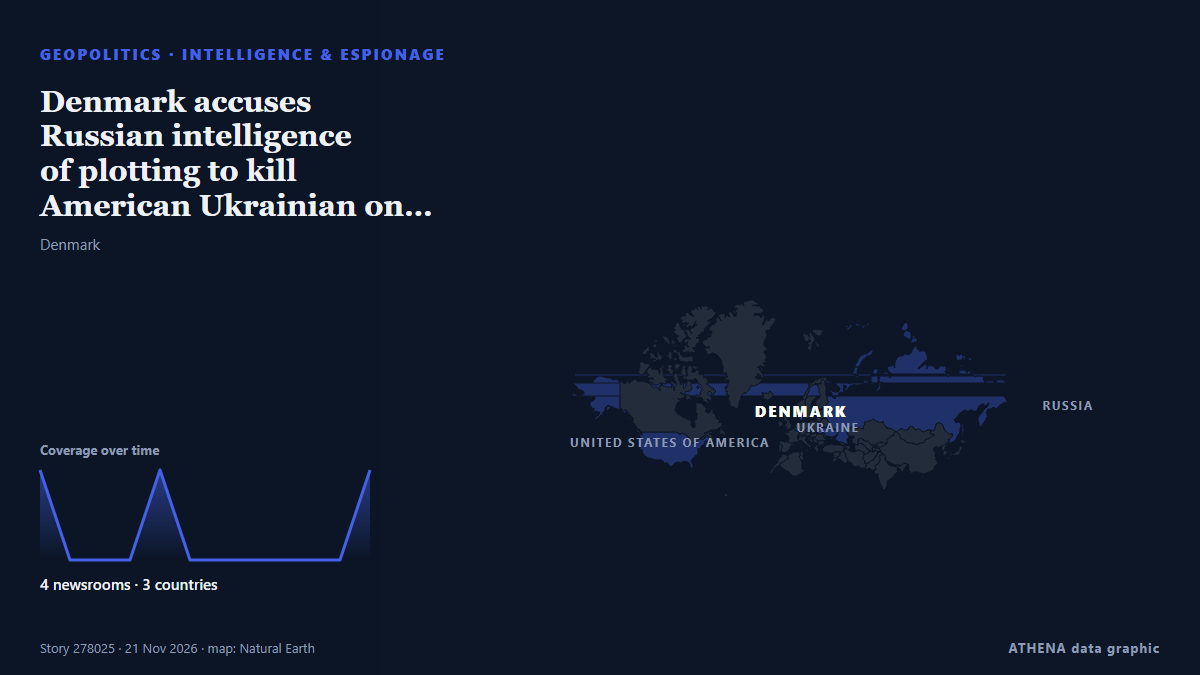 GEOPOLITICS · INTELLIGENCE & ESPIONAGE
Denmark accuses
Russian intelligence
of plotting to kill
American Ukrainian on...
Denmark
DENMARK
RUSSIA
UKRAINE
UNITED STATES OF AMERICA
Coverage over time
4 newsrooms · 3 countries
Story 278025 · 21 Nov 2026 · map: Natural Earth
ATHENA data graphic